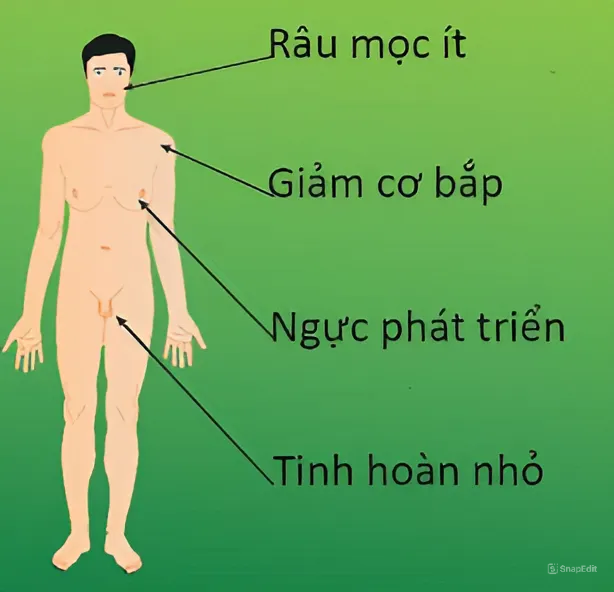 Râu mọc ít
Giảm cơ bắp
Ngực phát triển
Tinh hoàn nhỏ
SnapEdit